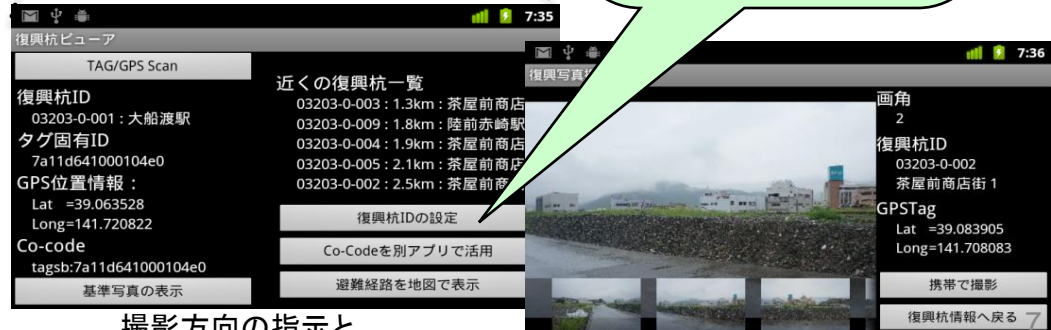 7:35
復興杭ビューア
TAG/GPS Scan
復興杭ID
03203-0-001 : 大船渡駅
タグ固有ID
7a11d641000104e0
GPS位置情報：
Lat =39.063528
Long=141.720822
Co-code
tagsb:7a11d641000104e0
基準写真の表示
近くの復興杭一覧
03203-0-003 : 1.3km : 茶屋前商店
03203-0-009 : 1.8km : 陸前赤崎駅
03203-0-004 : 1.9km : 茶屋前商店
03203-0-005 : 2.1km : 茶屋前商店
03203-0-002 : 2.5km : 茶屋前商
復興杭IDの設定
Co-Codeを別アプリで活用
避難経路を地図で表示
7:36
復興写真
画角
2
復興杭ID
03203-0-002
茶屋前商店街 1
GPSTag
Lat =39.083905
Long=141.708083
携帯で撮影
復興杭情報へ戻る
7
撮影方向の指示と